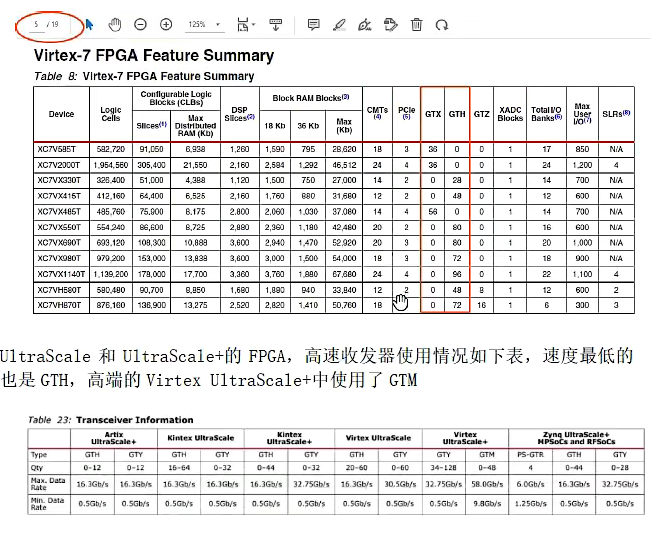 5 / 19 125%
Virtex-7 FPGA Feature Summary
Table 8: Virtex-7 FPGA Feature Summary
Device Logic Cells Configurable Logic Blocks (CLBs) Slices(1) Max Distributed RAM (Kb) DSP Slices(2) Block RAM Blocks(3) 18 Kb 36 Kb Max (Kb) CMTs (4) PCIe (5) GTX GTH GTZ XADC Blocks Total I/O Banks(6) Max User I/O(7) SLRs(8)
XC7V585T 582,720 91,050 6,938 1,260 1,590 795 28,620 18 3 36 0 0 1 17 850 N/A
XC7V2000T 1,954,560 305,400 21,550 2,160 2,584 1,292 46,512 24 4 36 0 0 1 24 1,200 4
XC7VX330T 326,400 51,000 4,388 1,120 1,500 750 27,000 14 2 0 28 0 1 14 700 N/A
XC7VX415T 412,160 64,400 6,525 2,160 1,760 880 31,680 12 2 0 48 0 1 12 600 N/A
XC7VX485T 485,760 75,900 8,175 2,800 2,060 1,030 37,080 14 4 56 0 0 1 14 700 N/A
XC7VX550T 554,240 86,600 8,725 2,880 2,360 1,180 42,480 20 2 0 80 0 1 16 600 N/A
XC7VX690T 693,120 108,300 10,888 3,600 2,940 1,470 52,920 20 3 0 80 0 1 20 1,000 N/A
XC7VX980T 979,200 153,000 13,838 3,600 3,000 1,500 54,000 18 3 0 72 0 1 18 900 N/A
XC7VX1140T 1,139,200 178,000 17,700 3,360 3,760 1,880 67,680 24 4 0 96 0 1 22 1,100 4
XC7VH580T 580,480 90,700 8,850 1,680 1,880 940 33,840 12 2 0 48 8 1 12 600 2
XC7VH870T 876,160 136,900 13,275 2,520 2,820 1,410 50,760 18 0 72 16 1 6 300 3
UltraScale 和 UltraScale+的 FPGA，高速收发器使用情况如下表，速度最低的
也是 GTH，高端的 Virtex UltraScale+中使用了 GTM
Table 23: Transceiver Information
Artix UltraScale+ Kintex UltraScale Kintex UltraScale+ Virtex UltraScale Virtex UltraScale+ Zynq UltraScale+ MPSoCs and RFSoCs
Type GTH GTY GTH GTY GTH GTY GTH GTY GTY GTM PS-GTR GTH GTY
Qty 0–12 0–12 16–64 0–32 0–44 0–32 20–60 0–60 34–128 0–48 4 0–44 0–28
Max. Data Rate 16.3Gb/s 16.3Gb/s 16.3Gb/s 16.3Gb/s 16.3Gb/s 32.75Gb/s 16.3Gb/s 30.5Gb/s 32.75Gb/s 58.0Gb/s 6.0Gb/s 16.3Gb/s 32.75Gb/s
Min. Data Rate 0.5Gb/s 0.5Gb/s 0.5Gb/s 0.5Gb/s 0.5Gb/s 0.5Gb/s 0.5Gb/s 0.5Gb/s 0.5Gb/s 9.8Gb/s 1.25Gb/s 0.5Gb/s 0.5Gb/s